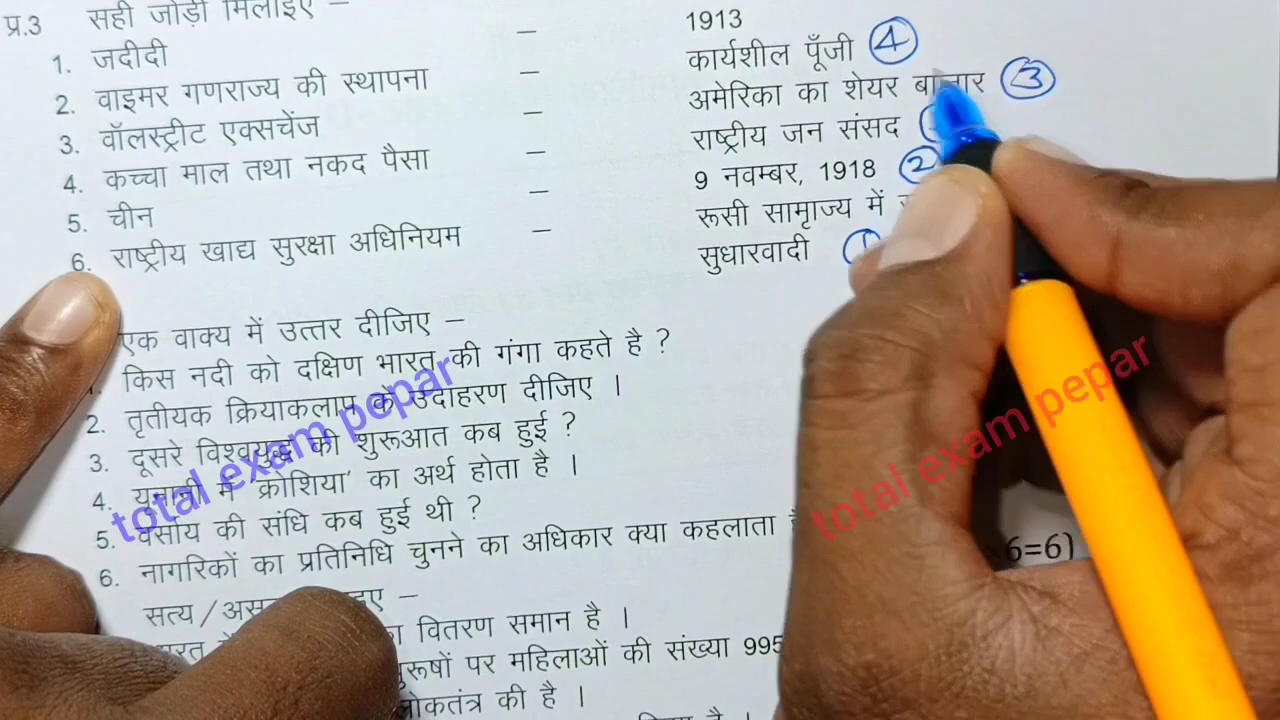 प्र.3 सही जोड़ी मिलाइए –
1. जदीदी – 1913
2. वाइमर गणराज्य की स्थापना – कार्यशील पूँजी 4
3. वॉलस्ट्रीट एक्सचेंज – अमेरिका का शेयर बाजार 3
4. कच्चा माल तथा नकद पैसा – राष्ट्रीय जन संसद
5. चीन – 9 नवम्बर, 1918 2
6. राष्ट्रीय खाद्य सुरक्षा अधिनियम – रूसी सामृाज्य में
सुधारवादी 1
एक वाक्य में उत्तर दीजिए –
किस नदी को दक्षिण भारत की गंगा कहते है ?
2. तृतीयक क्रियाकलाप के उदाहरण दीजिए ।
3. दूसरे विश्वयुद्ध की शुरूआत कब हुई ?
4. में 'क्रोशिया' का अर्थ होता है ।
5. की संधि कब हुई थी ?
6. नागरिकों का प्रतिनिधि चुनने का अधिकार क्या कहलाता
6=6)
सत्य /
का वितरण समान है ।
पुरूषों पर महिलाओं की संख्या 995
लोकतंत्र की है ।
total exam pepar
total exam pepar